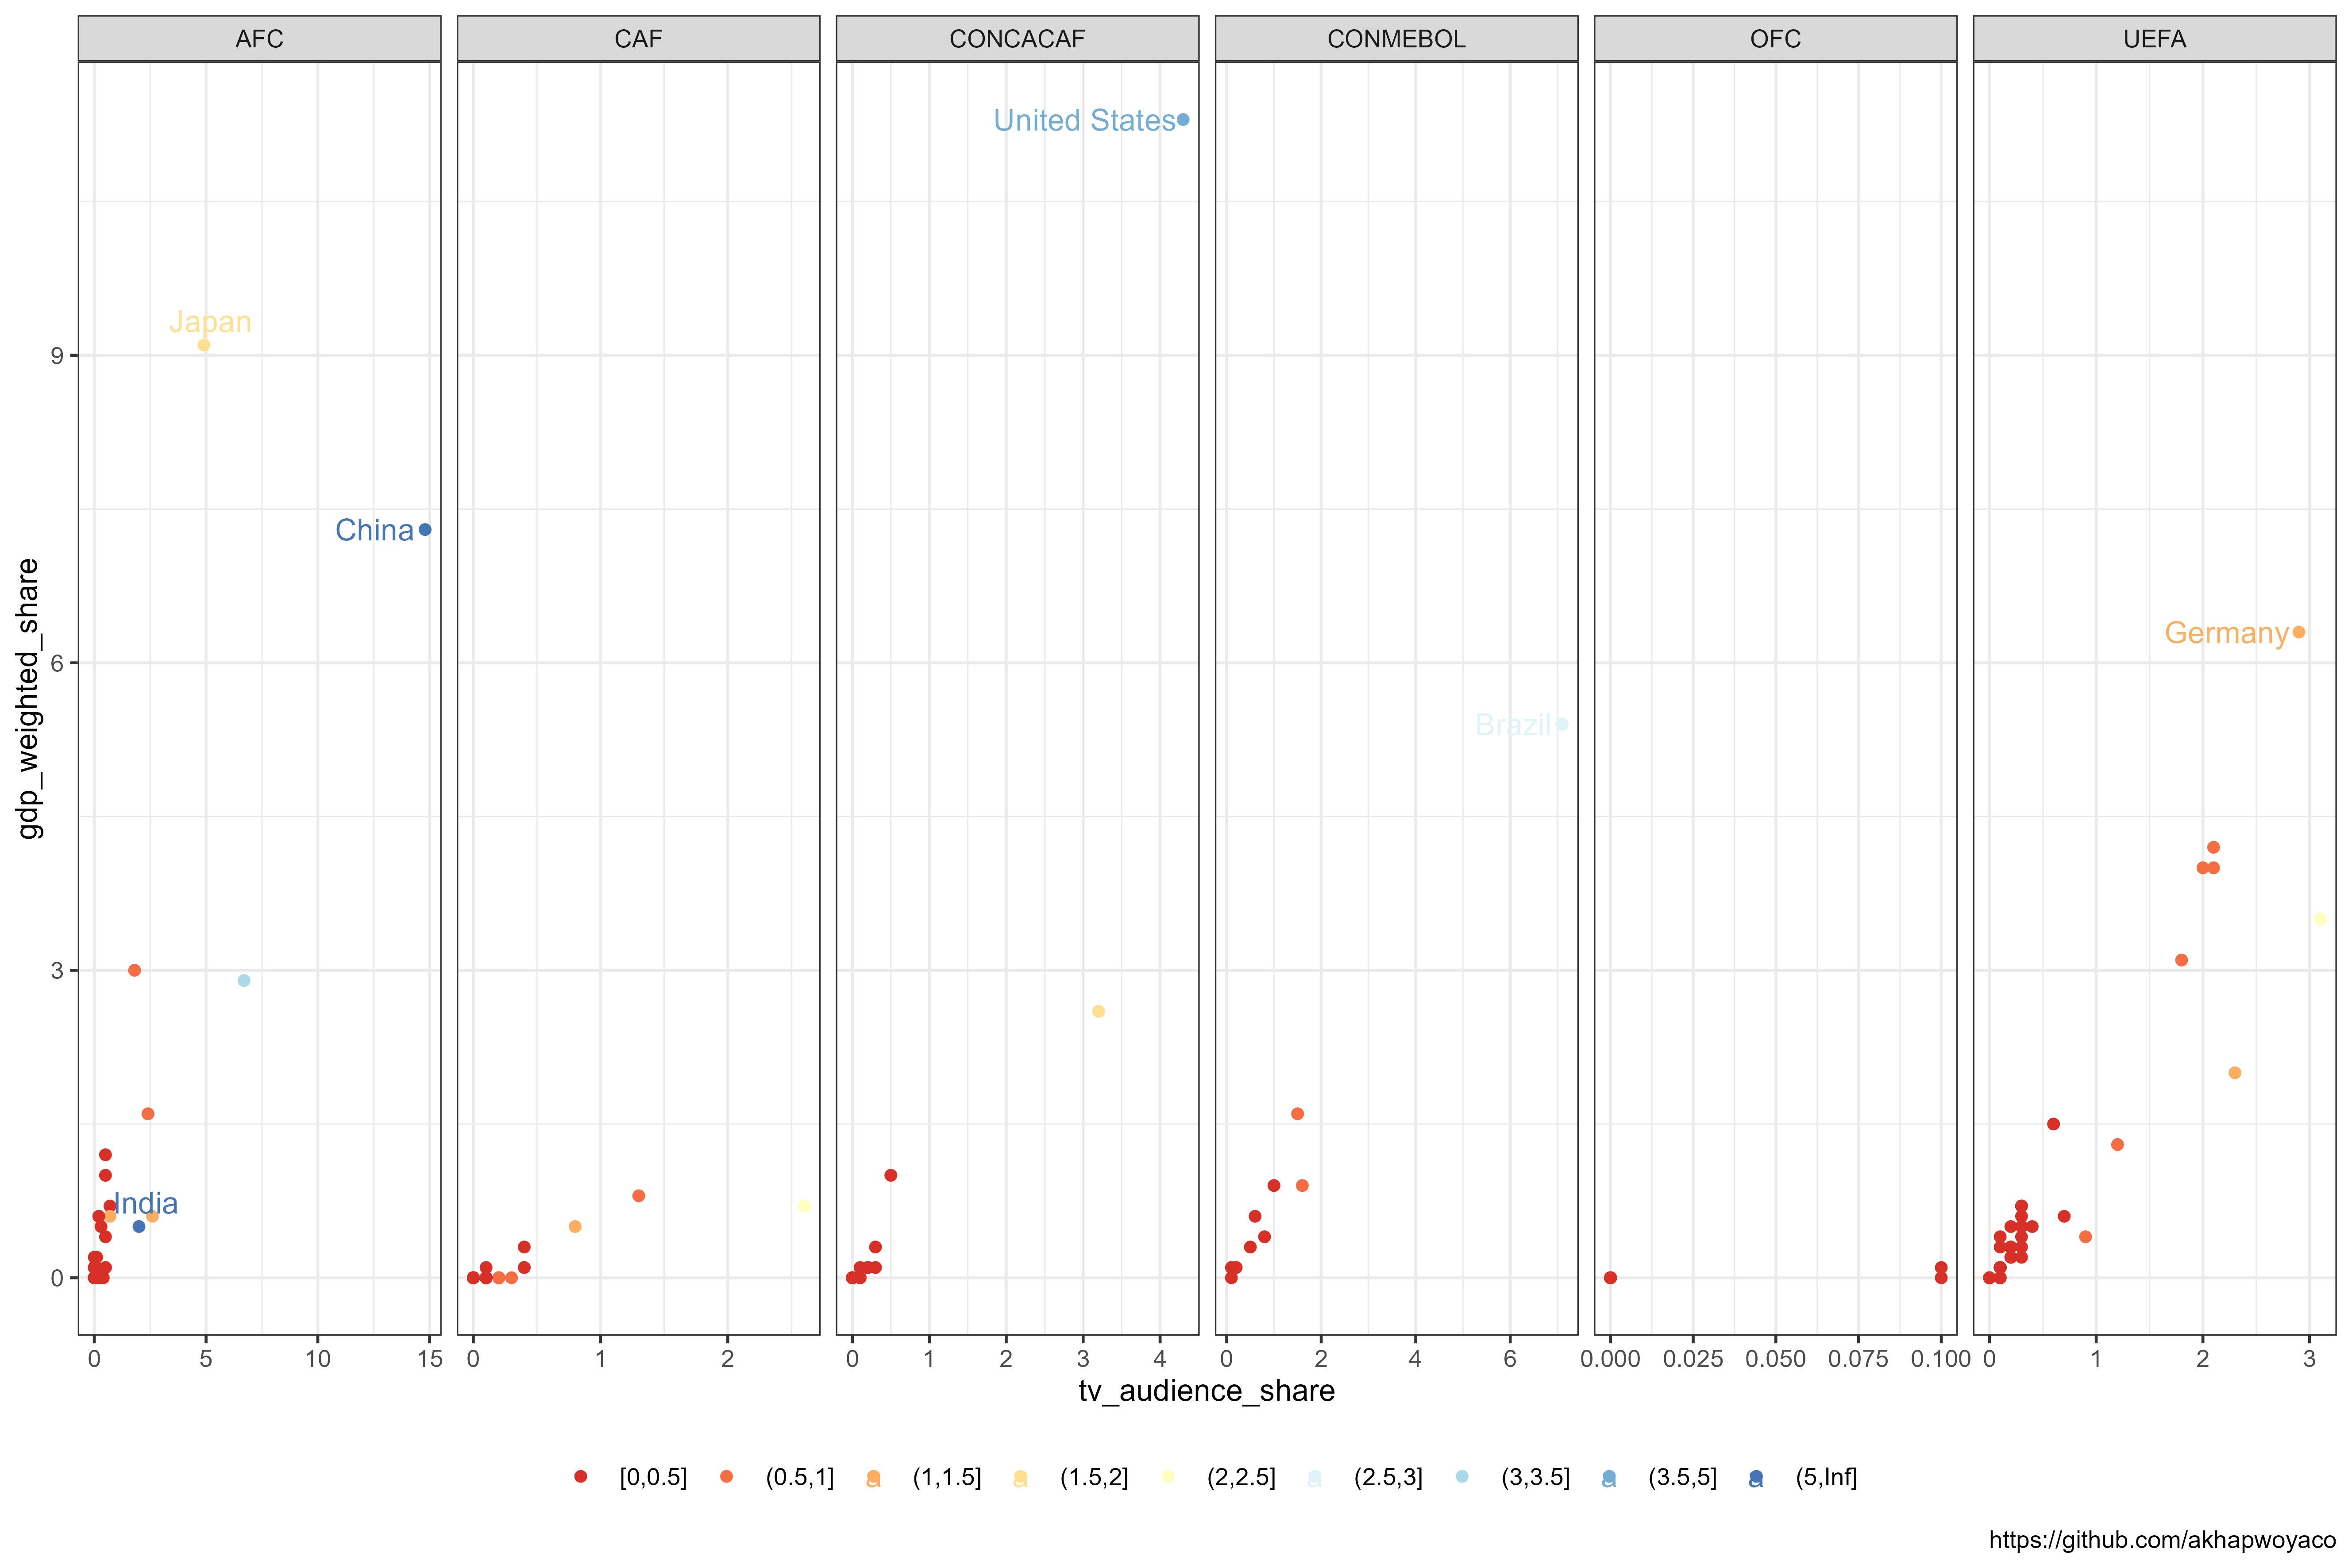 AFC CAF CONCACAF CONMEBOL OFC UEFA
United States
Japan
9
China
gdp_weighted_share
Germany
6
Brazil
3
India
0
0 5 10 15 0 1 2 0 1 2 3 4 0 2 4 6 0.000 0.025 0.050 0.075 0.100 0 1 2 3
tv_audience_share
[0,0.5] (0.5,1] a (1,1.5] a (1.5,2] (2,2.5] a (2.5,3] (3,3.5] a (3.5,5] a (5,Inf]
https://github.com/akhapwoyaco